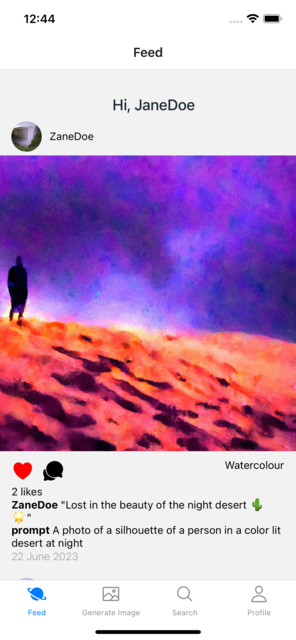 12:44
Feed
Hi, JaneDoe
ZaneDoe
Watercolour
2 likes
ZaneDoe "Lost in the beauty of the night desert 🌵
🌟"
prompt A photo of a silhouette of a person in a color lit
desert at night
22 June 2023
Feed
Generate Image
Search
Profile